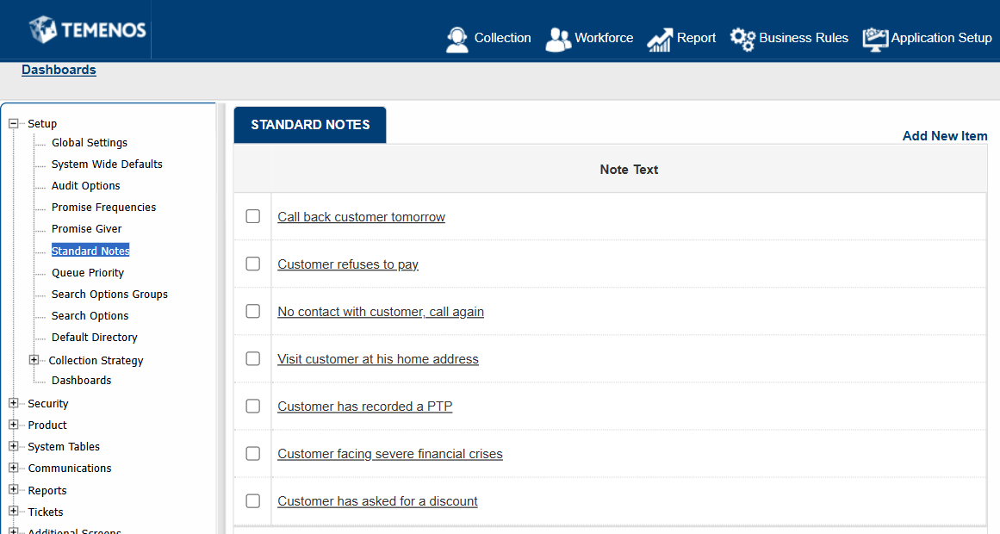 TEMENOS
Collection
Workforce
Report
Business Rules
Application Setup
Dashboards
Setup
Global Settings
System Wide Defaults
Audit Options
Promise Frequencies
Promise Giver
Standard Notes
Queue Priority
Search Options Groups
Search Options
Default Directory
Collection Strategy
Dashboards
Security
Product
System Tables
Communications
Reports
Tickets
Additional Screens
STANDARD NOTES
Add New Item
Note Text
Call back customer tomorrow
Customer refuses to pay
No contact with customer, call again
Visit customer at his home address
Customer has recorded a PTP
Customer facing severe financial crises
Customer has asked for a discount